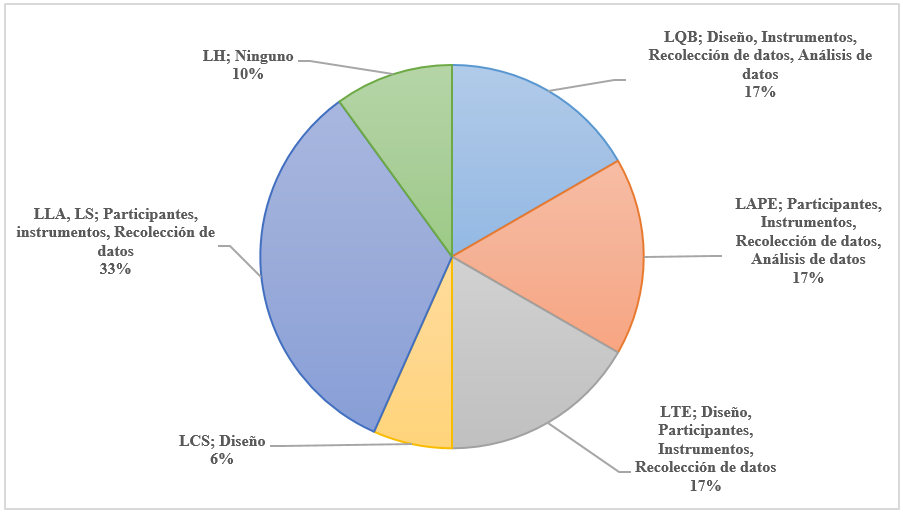 LH; Ninguno
10%
LQB; Diseño, Instrumentos,
Recolección de datos, Análisis de
datos
17%
LAPE; Participantes,
Instrumentos,
Recolección de datos,
Análisis de datos
17%
LLA, LS; Participantes,
instrumentos, Recolección de
datos
33%
LTE; Diseño,
Participantes,
Instrumentos,
Recolección de datos
17%
LCS; Diseño
6%